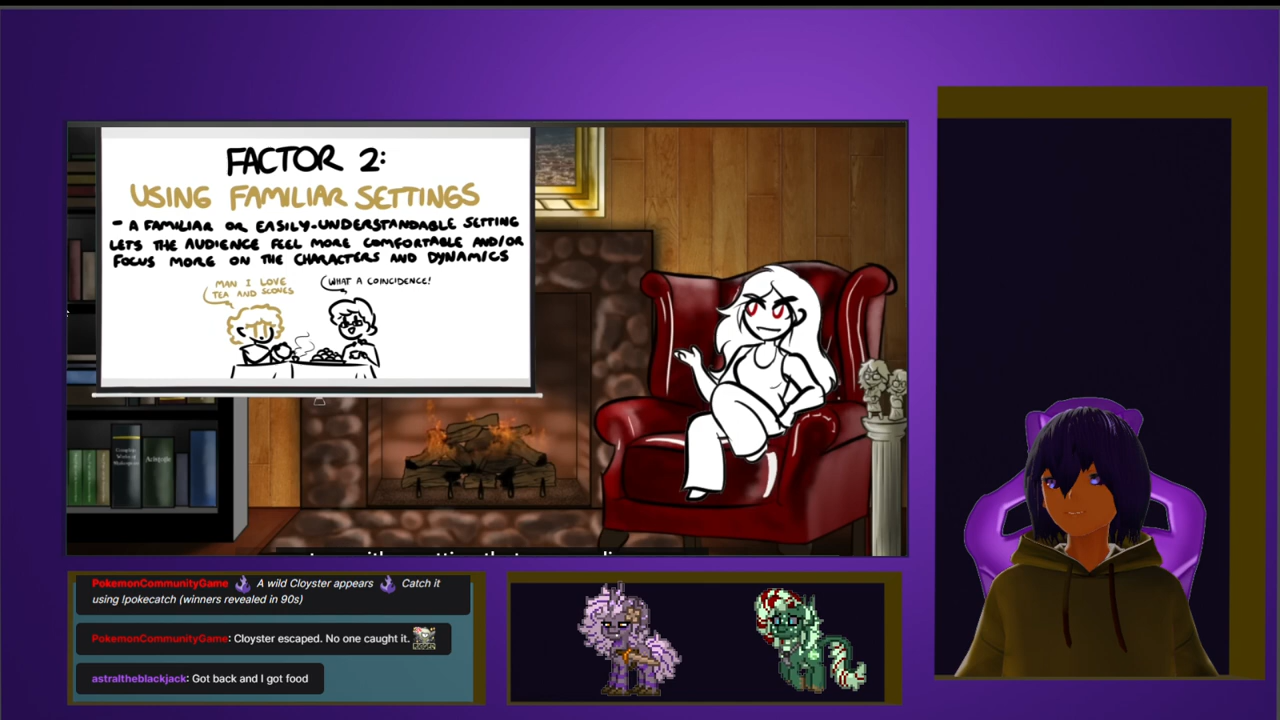 FACTOR 2:
USING FAMILIAR SETTINGS
- A FAMILIAR OR EASILY-UNDERSTANDABLE SETTING
LETS THE AUDIENCE FEEL MORE COMFORTABLE AND/OR
FOCUS MORE ON THE CHARACTERS AND DYNAMICS
MAN I LOVE
TEA AND SCONES
WHAT A COINCIDENCE!
PokemonCommunityGame A wild Cloyster appears Catch it
using !pokecatch (winners revealed in 90s)
PokemonCommunityGame: Cloyster escaped. No one caught it.
astraltheblackjack: Got back and I got food